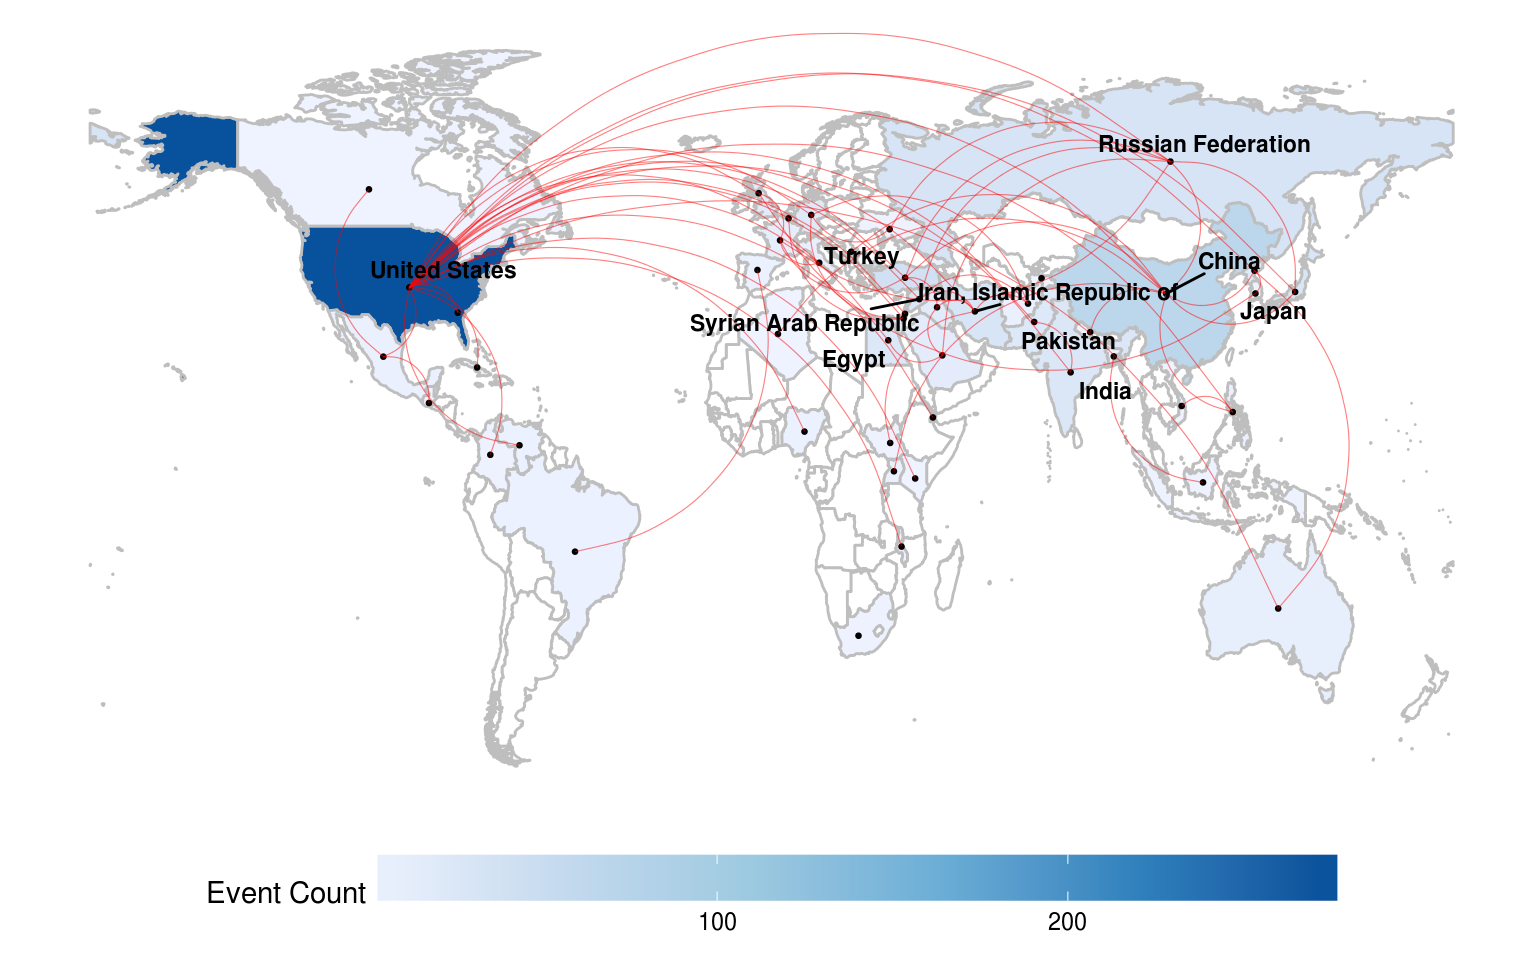 Russian Federation
Turkey
China
United States
Iran, Islamic Republic of
Japan
Syrian Arab Republic
Pakistan
Egypt
India
Event Count
100
200